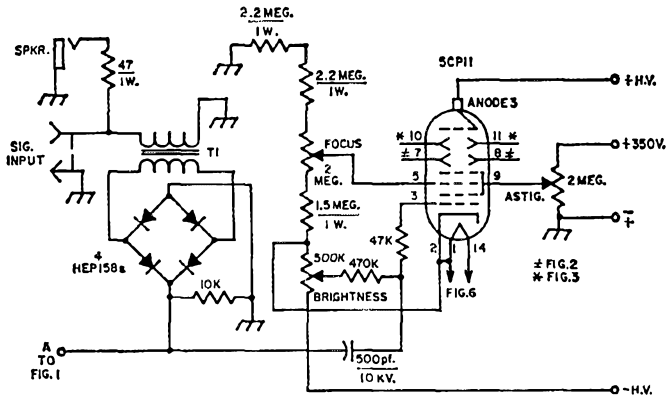 2.2 MEG.
1W.
SPKR.
47
1W.
2.2 MEG.
1W.
5CPII
ANODE 3
+H.V.
SIG.
INPUT
T1
FOCUS
2
MEG.
* 10
11 *
± 7
8 ±
5
9
3
ASTIG.
+350V.
2 MEG.
∓
1.5 MEG.
1W.
47K
2
1
14
4
HEP158s
10K
500K
470K
BRIGHTNESS
FIG.6
± FIG.2
* FIG.3
A
TO
FIG.1
500pf.
10 KV.
-H.V.